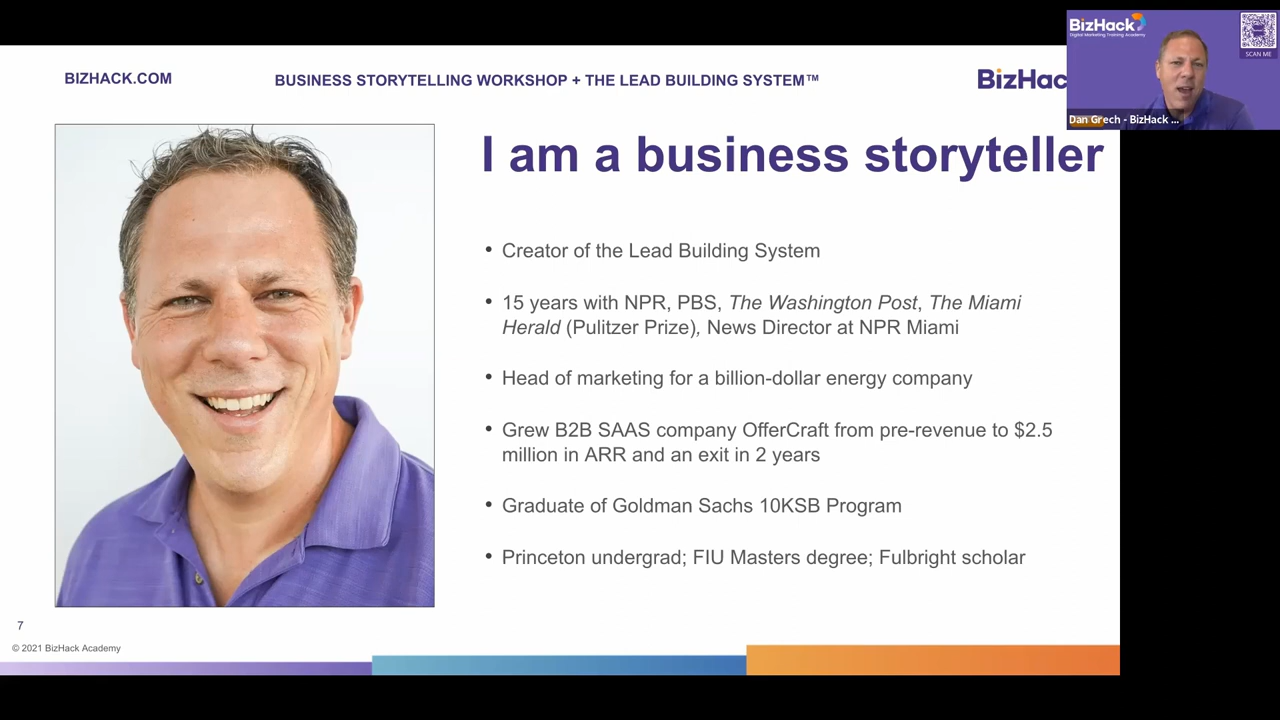 BIZHACK.COM
BUSINESS STORYTELLING WORKSHOP + THE LEAD BUILDING SYSTEM™
BizHac
BizHack
Digital Marketing Training Academy
SCAN ME
Dan Grech - BizHack ...
I am a business storyteller
• Creator of the Lead Building System
• 15 years with NPR, PBS, The Washington Post, The Miami
Herald (Pulitzer Prize), News Director at NPR Miami
• Head of marketing for a billion-dollar energy company
• Grew B2B SAAS company OfferCraft from pre-revenue to $2.5
million in ARR and an exit in 2 years
• Graduate of Goldman Sachs 10KSB Program
• Princeton undergrad; FIU Masters degree; Fulbright scholar
7
© 2021 BizHack Academy